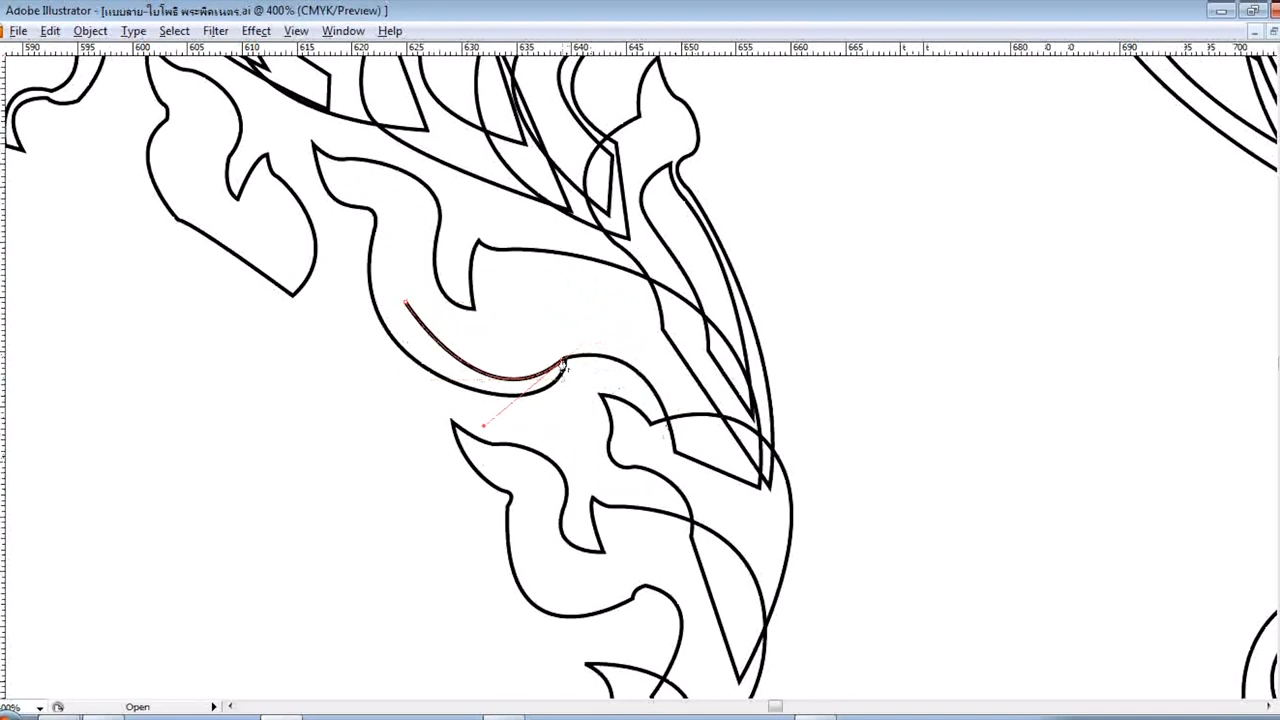 Adobe Illustrator - [แบบลาย-ใบโพธิ์ พระพิฆเนตร.ai @ 400% (CMYK/Preview) ]
File Edit Object Type Select Filter Effect View Window Help
590 595 600 605 610 615 620 625 630 635 640 645 650 655 660 665 680 690 700
Open